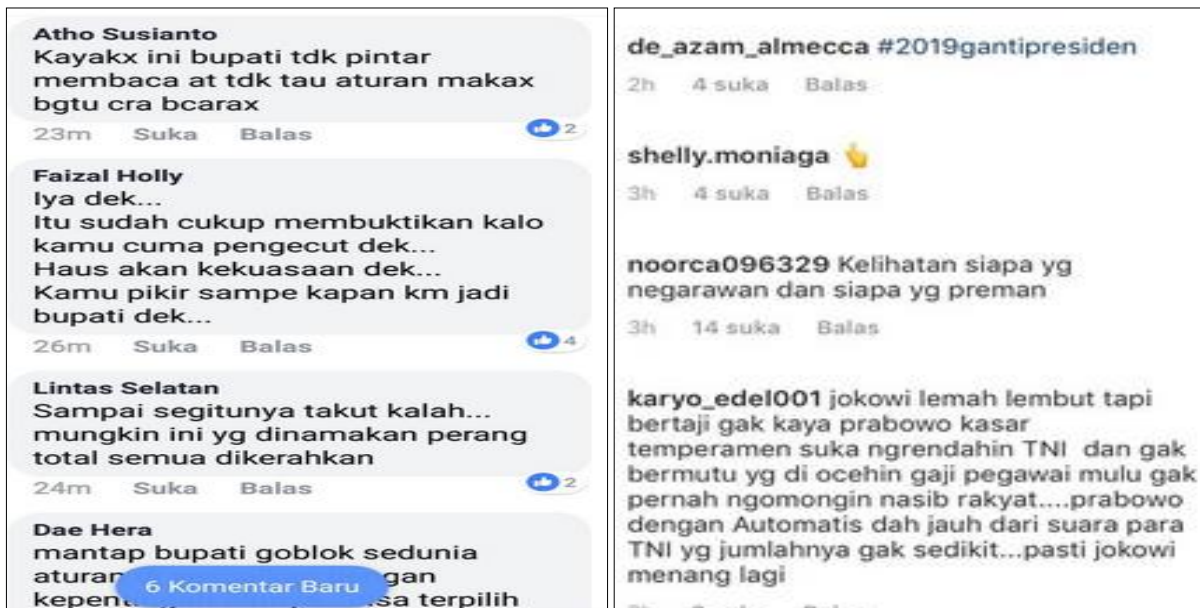 Atho Susianto
Kayakx ini bupati tdk pintar
membaca at tdk tau aturan makax
bgtu cra bcarax
23m Suka Balas 2
Faizal Holly
Iya dek...
Itu sudah cukup membuktikan kalo
kamu cuma pengecut dek...
Haus akan kekuasaan dek...
Kamu pikir sampe kapan km jadi
bupati dek...
26m Suka Balas 4
Lintas Selatan
Sampai segitunya takut kalah...
mungkin ini yg dinamakan perang
total semua dikerahkan
24m Suka Balas 2
Dae Hera
mantap bupati goblok sedunia
6 Komentar Baru
terpilih
de_azam_almecca #2019gantipresiden
2h 4 suka Balas
shelly.moniaga 👆
3h 4 suka Balas
noorca096329 Kelihatan siapa yg
negarawan dan siapa yg preman
3h 14 suka Balas
karyo_edel001 jokowi lemah lembut tapi
bertaji gak kaya prabowo kasar
temperamen suka ngrendahin TNI dan gak
bermutu yg di ocehin gaji pegawai mulu gak
pernah ngomongin nasib rakyat....prabowo
dengan Automatis dah jauh dari suara para
TNI yg jumlahnya gak sedikit...pasti jokowi
menang lagi